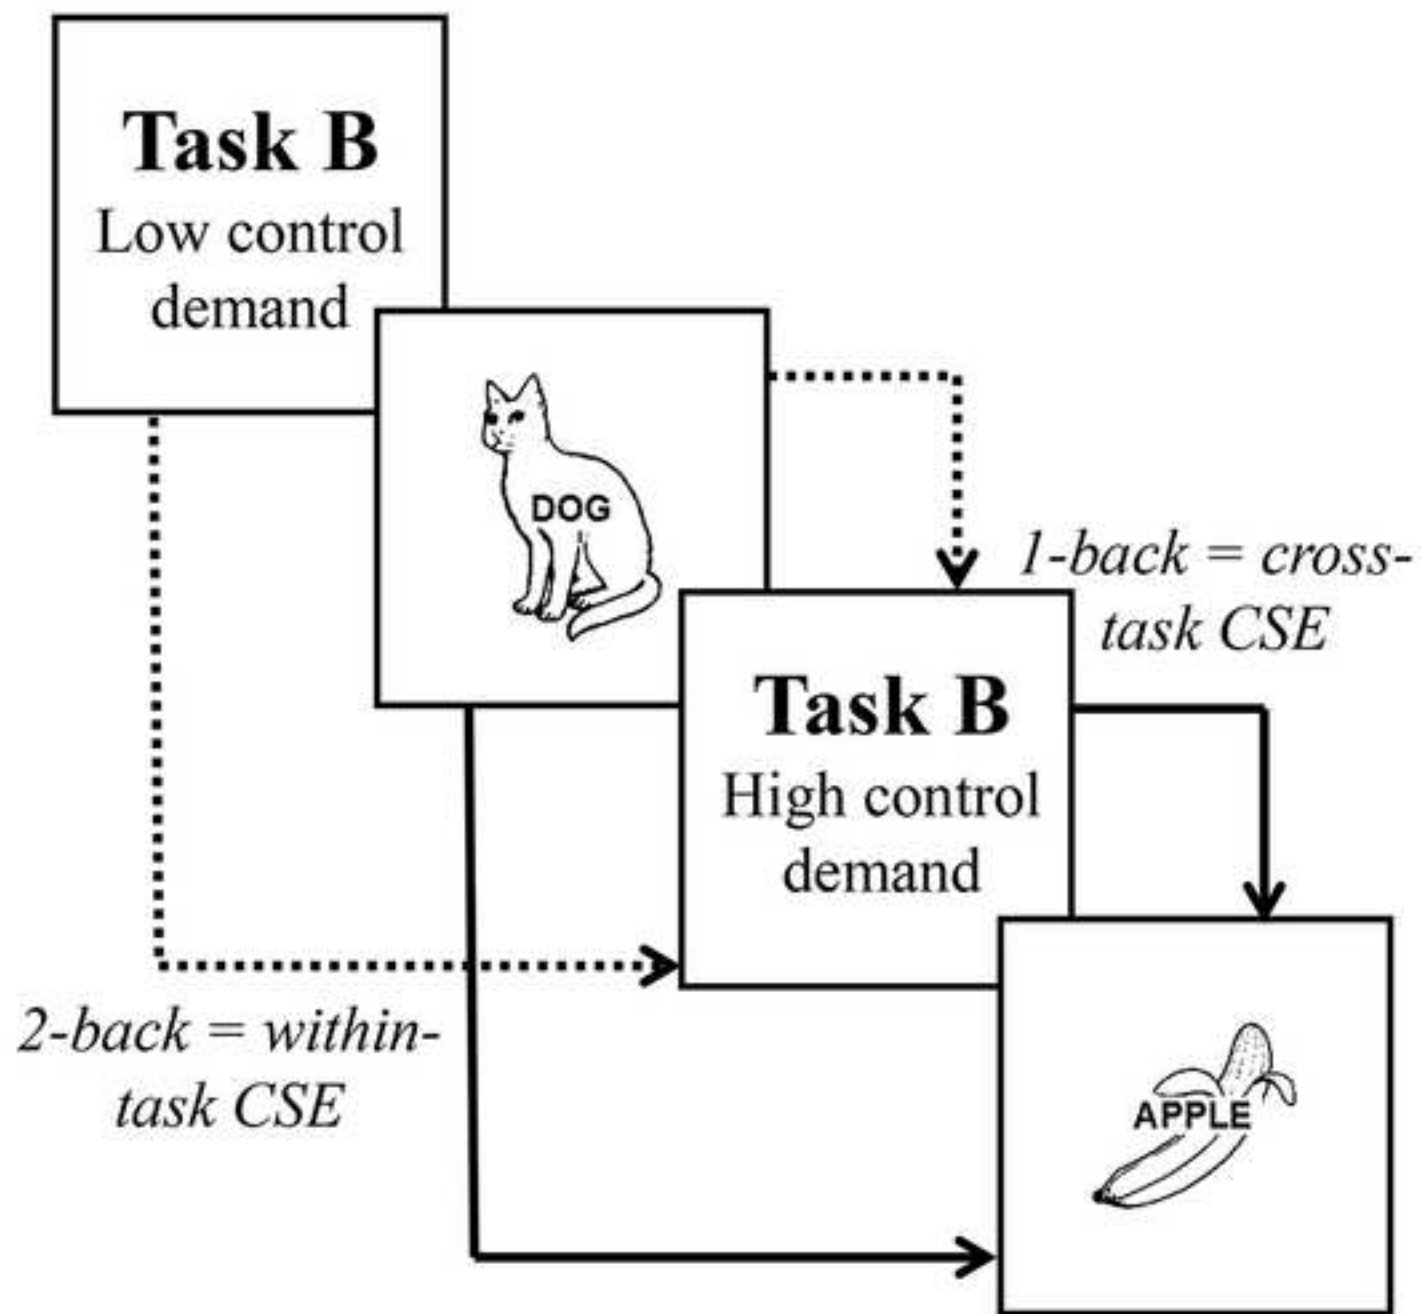 Task B
Low control
demand
DOG
1-back = cross-
task CSE
Task B
High control
demand
2-back = within-
task CSE
APPLE